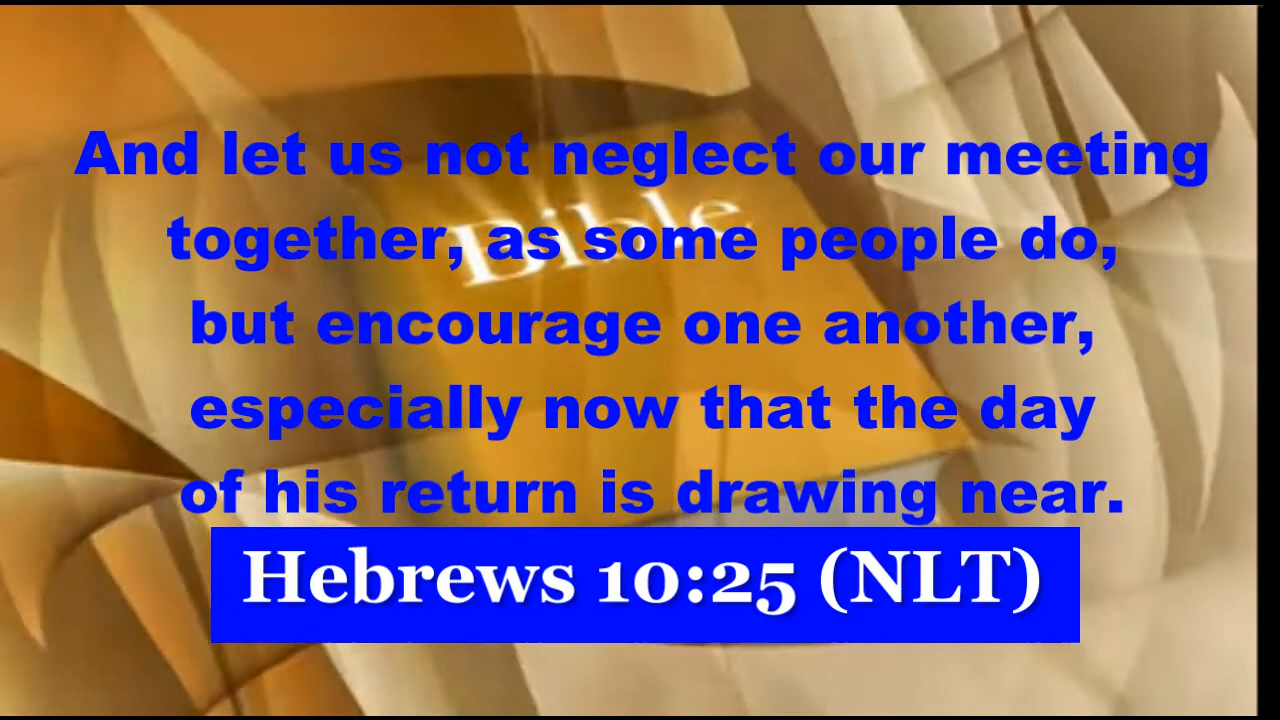 And let us not neglect our meeting
together, as some people do,
but encourage one another,
especially now that the day
of his return is drawing near.
Hebrews 10:25 (NLT)
Bible